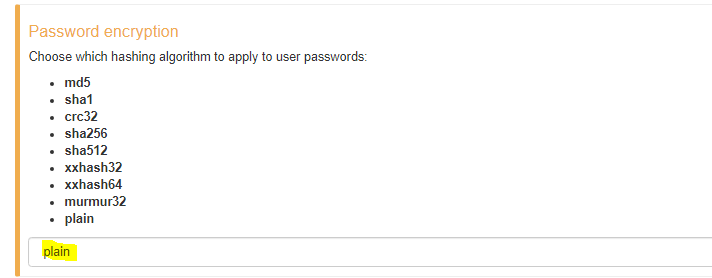 Password encryption
Choose which hashing algorithm to apply to user passwords:
md5
sha1
crc32
sha256
sha512
xxhash32
xxhash64
murmur32
plain
plain